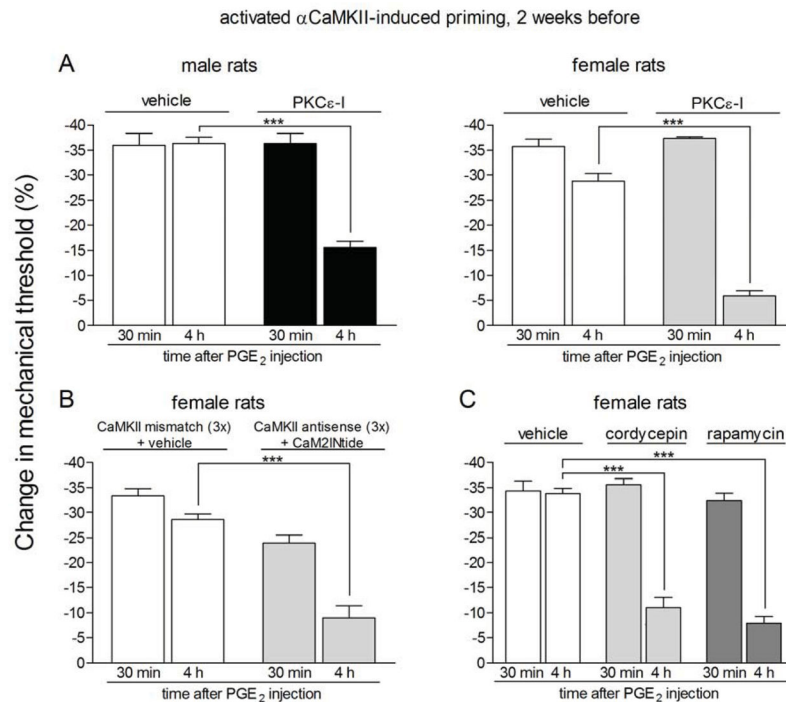 activated αCaMKII-induced priming, 2 weeks before
A
male rats
vehicle
PKCε-I
***
-40
-35
-30
-25
-20
-15
-10
-5
0
30 min 4 h 30 min 4 h
time after PGE2 injection
female rats
vehicle
PKCε-I
***
-40
-35
-30
-25
-20
-15
-10
-5
0
30 min 4 h 30 min 4 h
time after PGE2 injection
Change in mechanical threshold (%)
B
female rats
CaMKII mismatch (3x)
+ vehicle
CaMKII antisense (3x)
+ CaM2INtide
***
-40
-35
-30
-25
-20
-15
-10
-5
0
30 min 4 h 30 min 4 h
time after PGE2 injection
C
female rats
vehicle cordycepin rapamycin
***
***
-40
-35
-30
-25
-20
-15
-10
-5
0
30 min 4 h 30 min 4 h 30 min 4 h
time after PGE2 injection